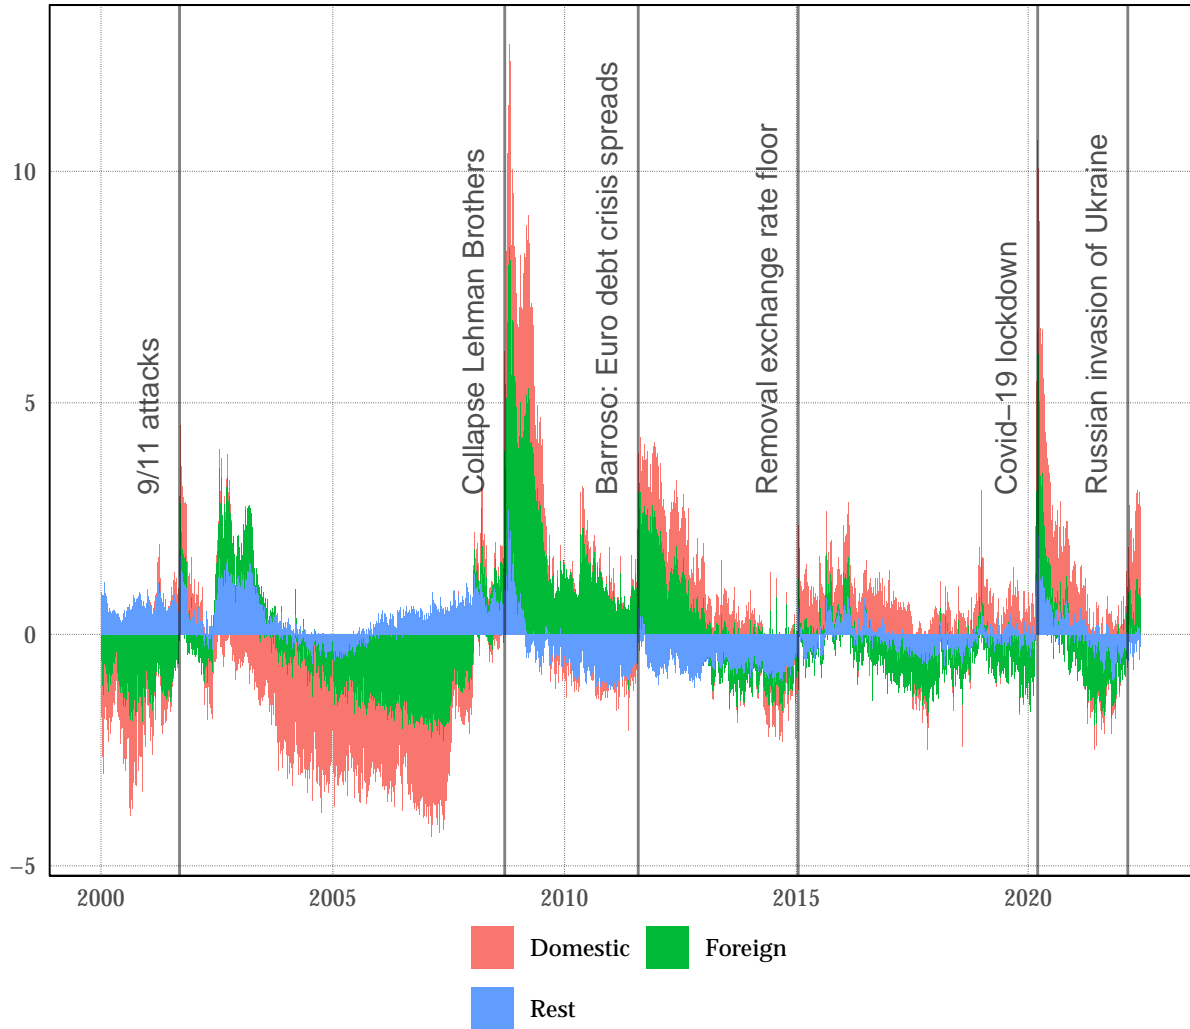 10
5
0
−5
9/11 attacks
Collapse Lehman Brothers
Barroso: Euro debt crisis spreads
Removal exchange rate floor
Covid−19 lockdown
Russian invasion of Ukraine
2000
2005
2010
2015
2020
Domestic
Foreign
Rest